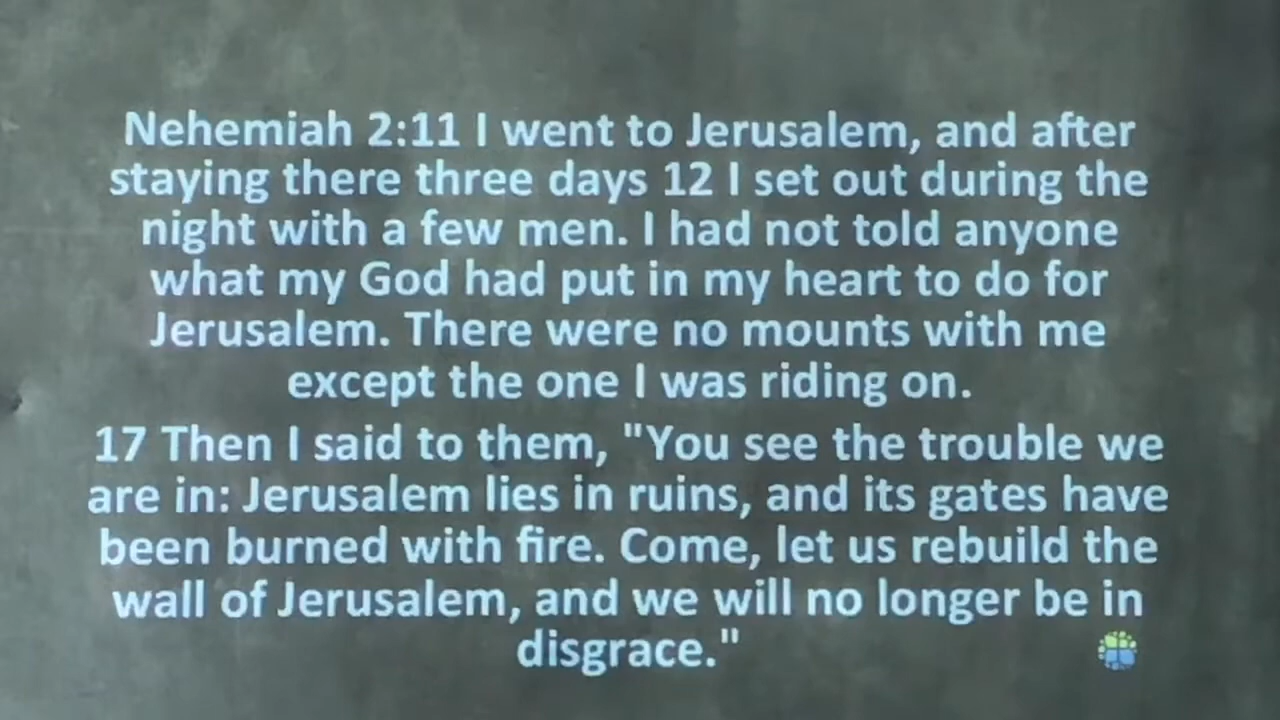 Nehemiah 2:11 I went to Jerusalem, and after
staying there three days 12 I set out during the
night with a few men. I had not told anyone
what my God had put in my heart to do for
Jerusalem. There were no mounts with me
except the one I was riding on.
17 Then I said to them, "You see the trouble we
are in: Jerusalem lies in ruins, and its gates have
been burned with fire. Come, let us rebuild the
wall of Jerusalem, and we will no longer be in
disgrace."